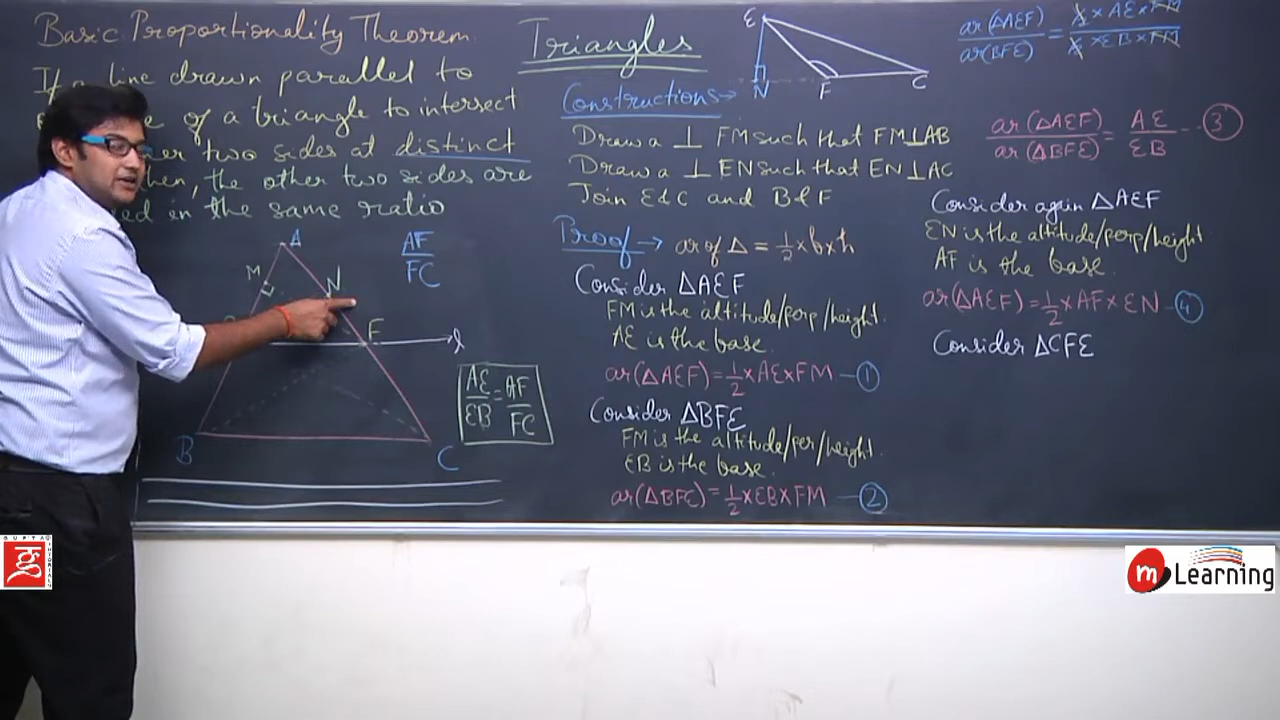 Basic Proportionality Theorem
If a line drawn parallel to
of a triangle to intersect
two sides at distinct
then, the other two sides are
in the same ratio
A
M
N
F
l
B
C
AF
FC
AE/EB = AF/FC
Triangles
E
N
F
C
Constructions→
Draw a ⊥ FM such that FM⊥AB
Draw a ⊥ EN such that EN⊥AC
Join E&C and B&F
Proof → ar of Δ = 1/2 × b × h
Consider ΔAEF
FM is the altitude/perp/height.
AE is the base.
ar(ΔAEF) = 1/2 × AE × FM — 1
Consider ΔBFE
FM is the altitude/per/height.
EB is the base.
ar(ΔBFE) = 1/2 × EB × FM — 2
ar(ΔAEF)/ar(BFE) = 1/2 × AE × FM / 1/2 × EB × FM
ar(ΔAEF)/ar(ΔBFE) = AE/EB -- 3
Consider again ΔAEF
EN is the altitude/perp/height
AF is the base.
ar(ΔAEF) = 1/2 × AF × EN — 4
Consider ΔCFE
GUPTA TUTORIALS
m Learning